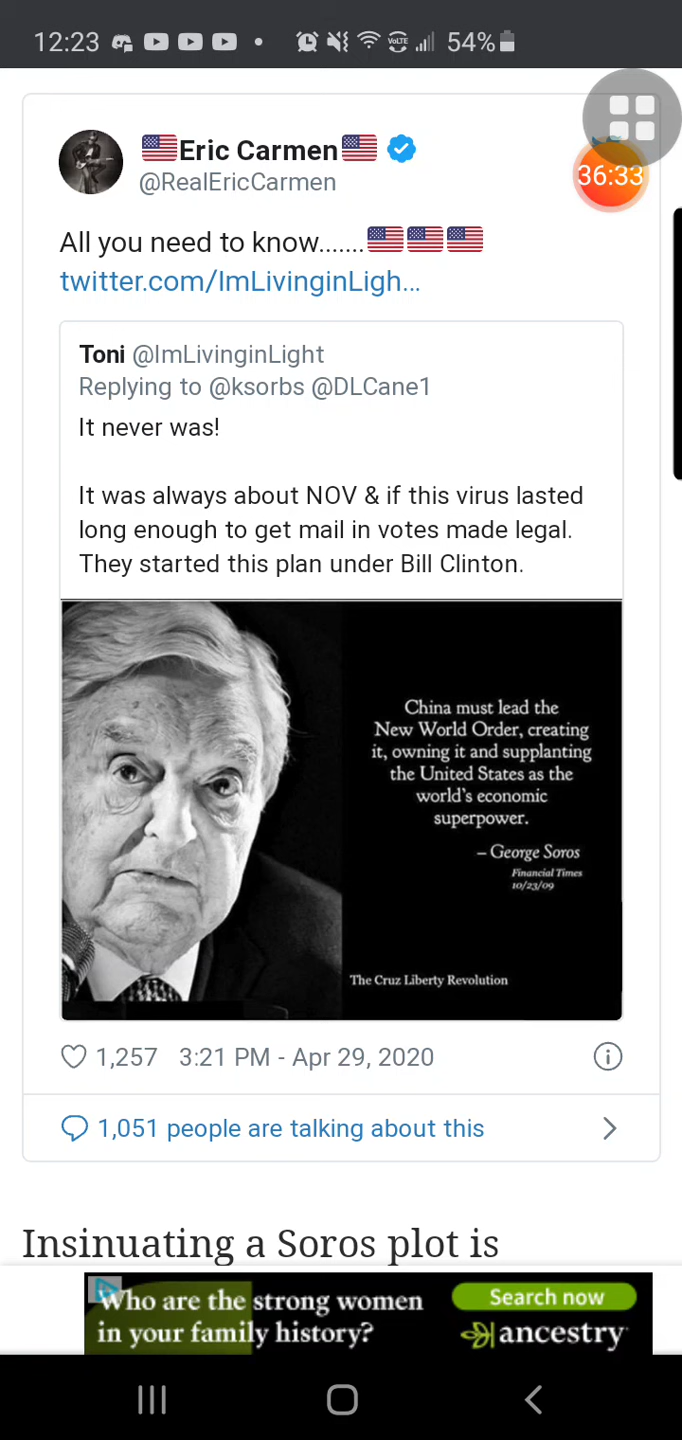 12:23
VoLTE
54%
36:33
🇺🇸Eric Carmen🇺🇸
@RealEricCarmen
All you need to know.......🇺🇸🇺🇸🇺🇸
twitter.com/ImLivinginLigh...
Toni @ImLivinginLight
Replying to @ksorbs @DLCane1
It never was!
It was always about NOV & if this virus lasted
long enough to get mail in votes made legal.
They started this plan under Bill Clinton.
China must lead the
New World Order, creating
it, owning it and supplanting
the United States as the
world's economic
superpower.
– George Soros
Financial Times
10/23/09
The Cruz Liberty Revolution
1,257 3:21 PM - Apr 29, 2020
1,051 people are talking about this
Insinuating a Soros plot is
Who are the strong women
in your family history?
Search now
ancestry